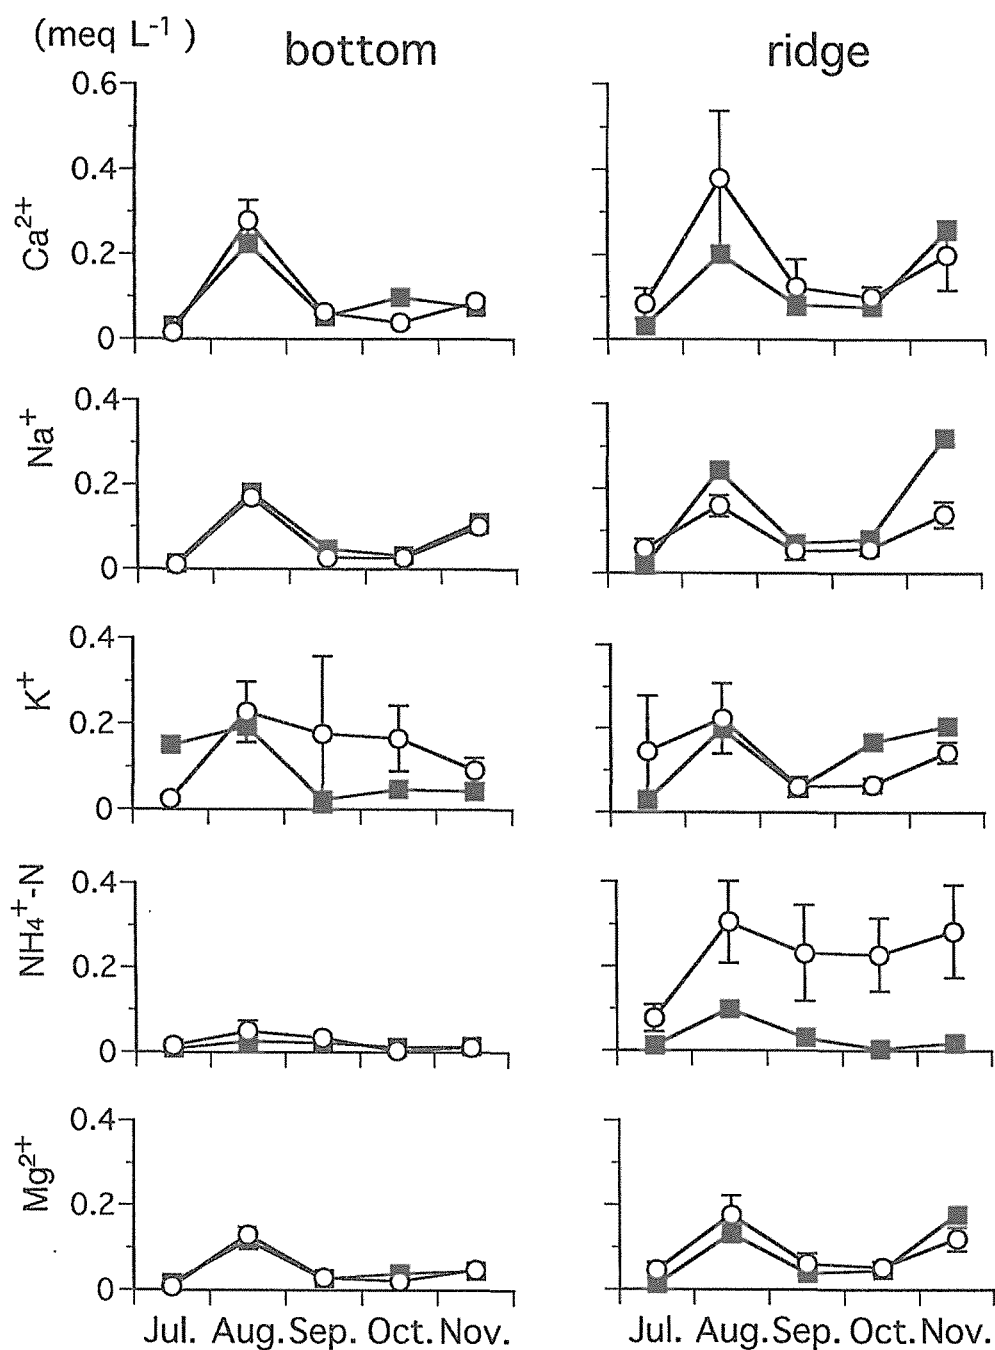 (meq L-1 )
bottom ridge
0.6
0.4
0.2
0
Ca2+
0.4
0.2
0
Na+
0.4
0.2
0
K+
0.4
0.2
0
NH4+-N
0.4
0.2
0
Mg2+
Jul. Aug. Sep. Oct. Nov. Jul. Aug. Sep. Oct. Nov.